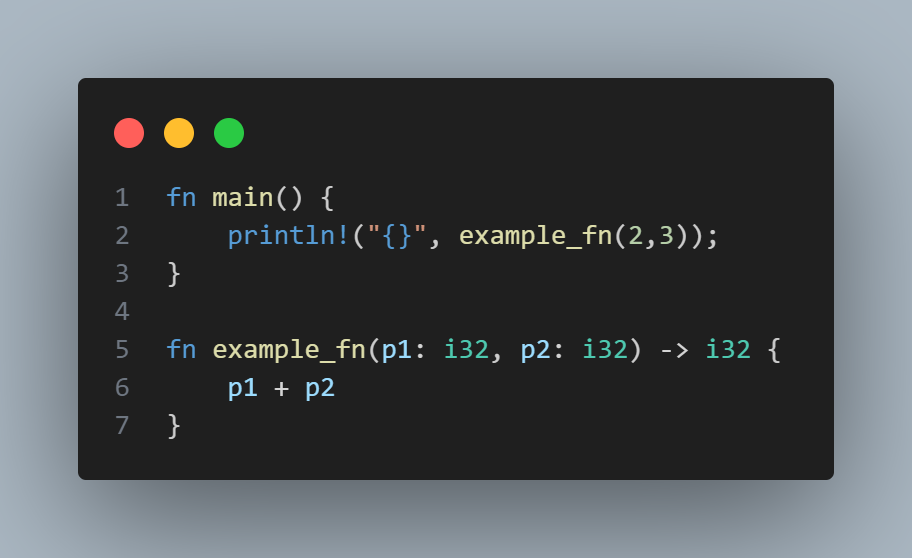 1 fn main() {
2     println!("{}", example_fn(2,3));
3 }
4
5 fn example_fn(p1: i32, p2: i32) -> i32 {
6     p1 + p2
7 }